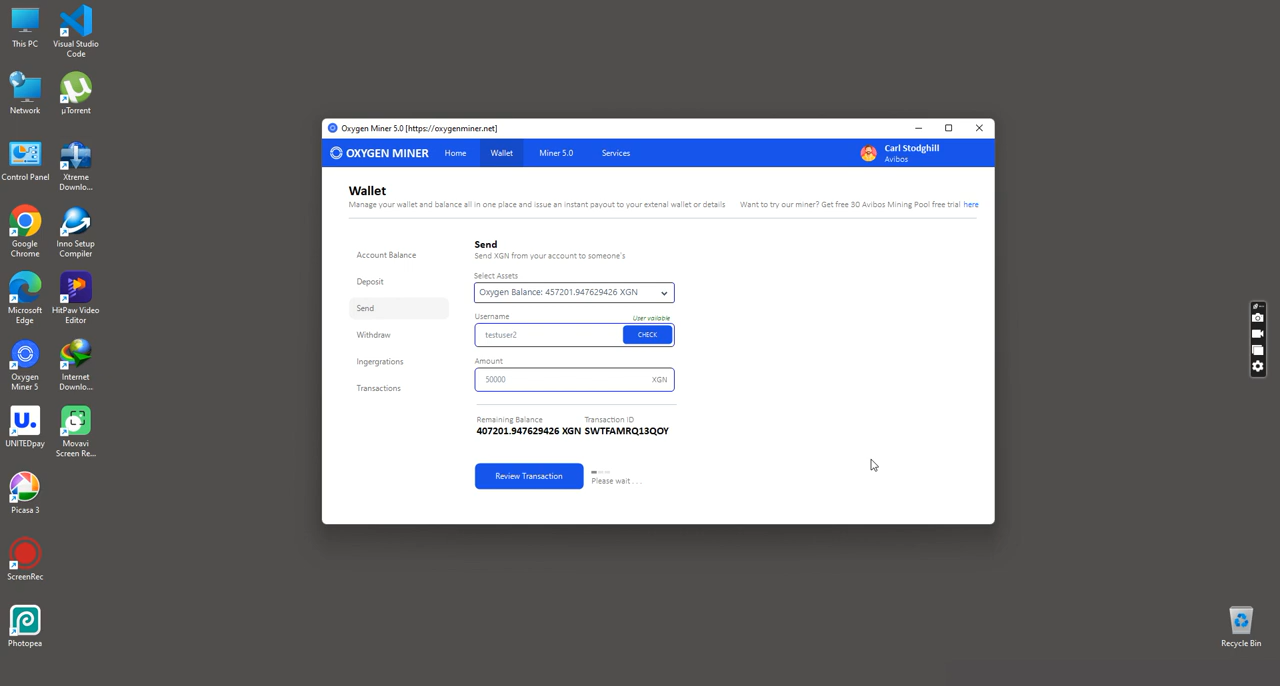 This PC
Visual Studio
Code
Network
µTorrent
Control Panel
Xtreme
Downlo...
Google
Chrome
Inno Setup
Compiler
Microsoft
Edge
HitPaw Video
Editor
Oxygen
Miner 5
Internet
Downlo...
U.
UNITEDpay
Movavi
Screen Re...
Picasa 3
ScreenRec
Photopea
Recycle Bin
Oxygen Miner 5.0 [https://oxygenminer.net]
OXYGEN MINER
Home
Wallet
Miner 5.0
Services
Carl Stodghill
Avibos
Wallet
Manage your wallet and balance all in one place and issue an instant payout to your extenal wallet or details
Want to try our miner? Get free 30 Avibos Mining Pool free trial here
Account Balance
Deposit
Send
Withdraw
Ingergrations
Transactions
Send
Send XGN from your account to someone's
Select Assets
Oxygen Balance: 457201.947629426 XGN
Username
User vailable
testuser2
CHECK
Amount
50000
XGN
Remaining Balance
407201.947629426 XGN
Transaction ID
SWTFAMRQ13QOY
Review Transaction
Please wait . . .